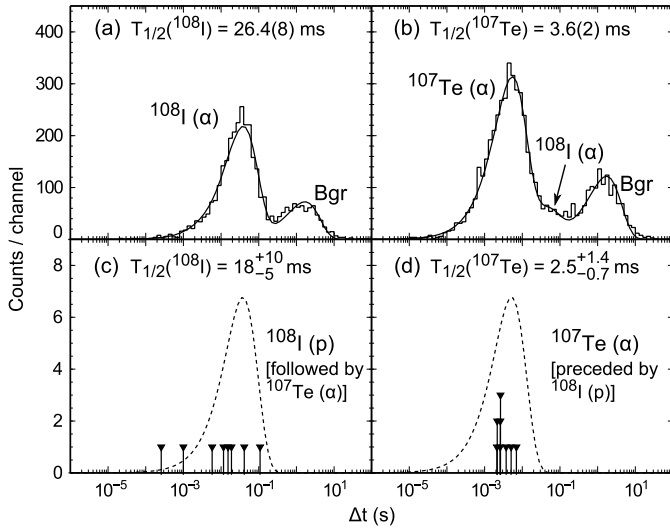 450
300
150
0
(a) T₁/₂(¹⁰⁸I) = 26.4(8) ms
¹⁰⁸I (α)
Bgr
(b) T₁/₂(¹⁰⁷Te) = 3.6(2) ms
¹⁰⁷Te (α)
¹⁰⁸I (α)
Bgr
Counts / channel
8
6
4
2
0
(c) T₁/₂(¹⁰⁸I) = 18⁺¹⁰₋₅ ms
¹⁰⁸I (p)
[followed by
¹⁰⁷Te (α)]
(d) T₁/₂(¹⁰⁷Te) = 2.5⁺¹·⁴₋₀.₇ ms
¹⁰⁷Te (α)
[preceded by
¹⁰⁸I (p)]
10⁻⁵ 10⁻³ 10⁻¹ 10¹
10⁻⁵ 10⁻³ 10⁻¹ 10¹
Δt (s)